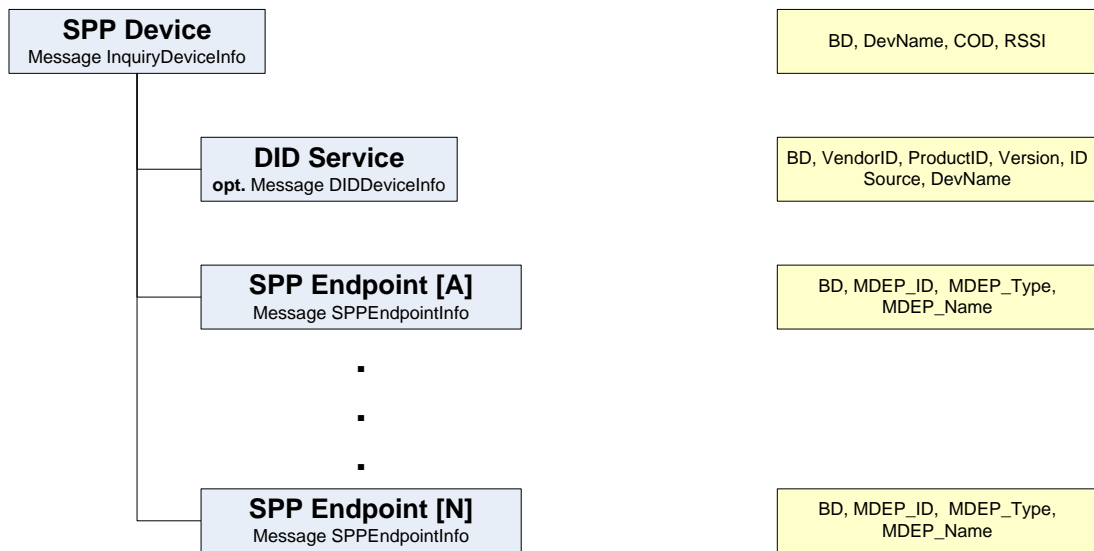 SPP Device
Message InquiryDeviceInfo
BD, DevName, COD, RSSI
DID Service
opt. Message DIDDeviceInfo
BD, VendorID, ProductID, Version, ID
Source, DevName
SPP Endpoint [A]
Message SPPEndpointInfo
BD, MDEP_ID, MDEP_Type,
MDEP_Name
SPP Endpoint [N]
Message SPPEndpointInfo
BD, MDEP_ID, MDEP_Type,
MDEP_Name